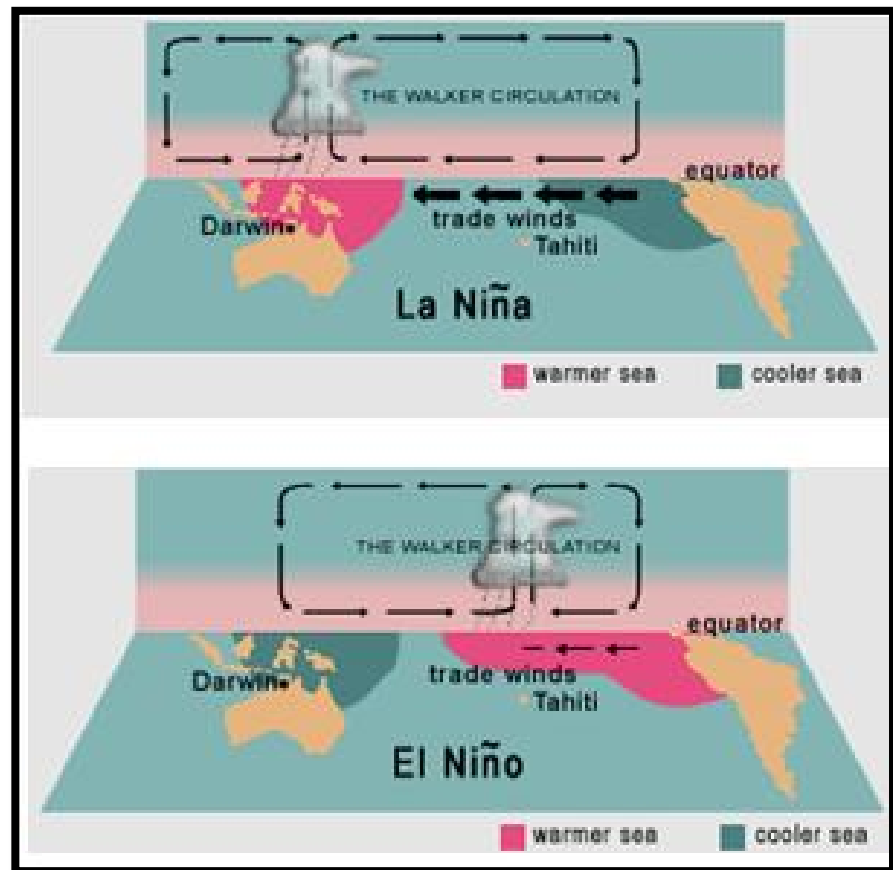 THE WALKER CIRCULATION
equator
Darwin
trade winds
Tahiti
La Niña
warmer sea
cooler sea
THE WALKER CIRCULATION
equator
Darwin
trade winds
Tahiti
El Niño
warmer sea
cooler sea